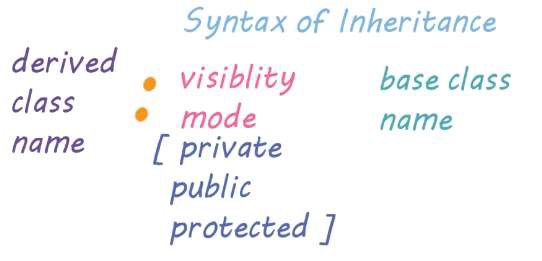 Syntax of Inheritance
derived
class
name
:
visiblity
mode
[ private
public
protected ]
base class
name